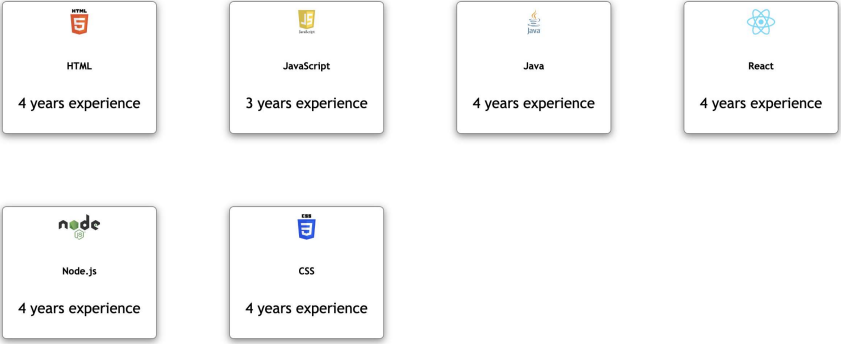 HTML
HTML
4 years experience
JS
JavaScript
JavaScript
3 years experience
Java
Java
4 years experience
React
4 years experience
node
JS
Node.js
4 years experience
CSS
CSS
4 years experience